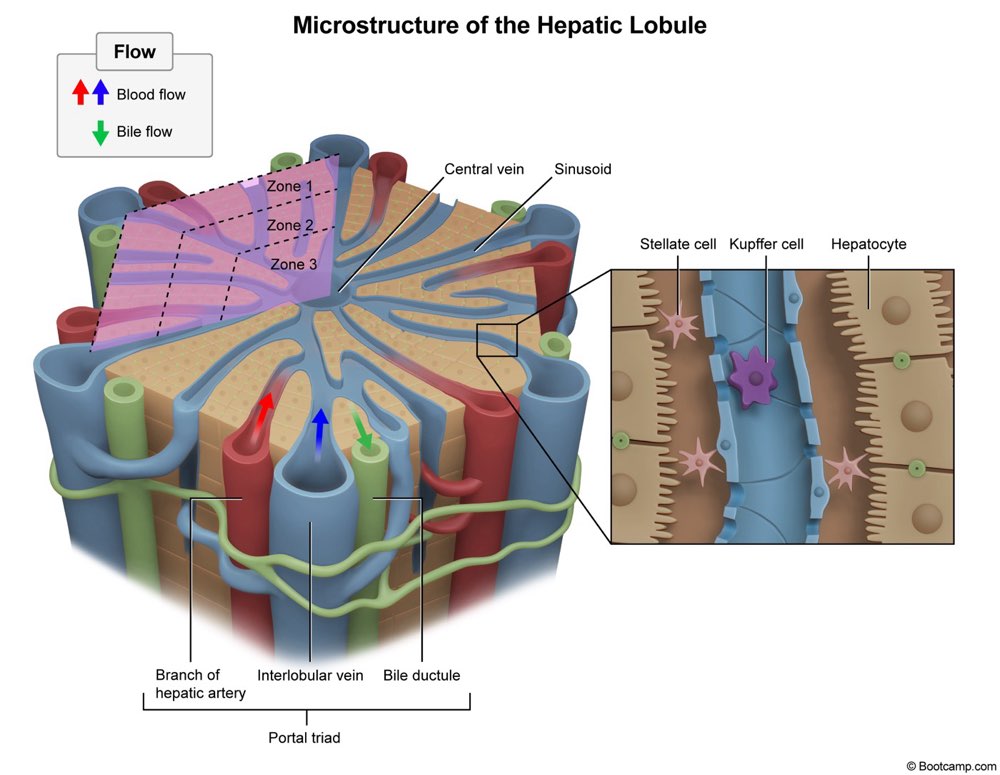 Microstructure of the Hepatic Lobule
Flow
Blood flow
Bile flow
Zone 1
Zone 2
Zone 3
Central vein
Sinusoid
Stellate cell
Kupffer cell
Hepatocyte
Branch of
hepatic artery
Interlobular vein
Bile ductule
Portal triad
© Bootcamp.com